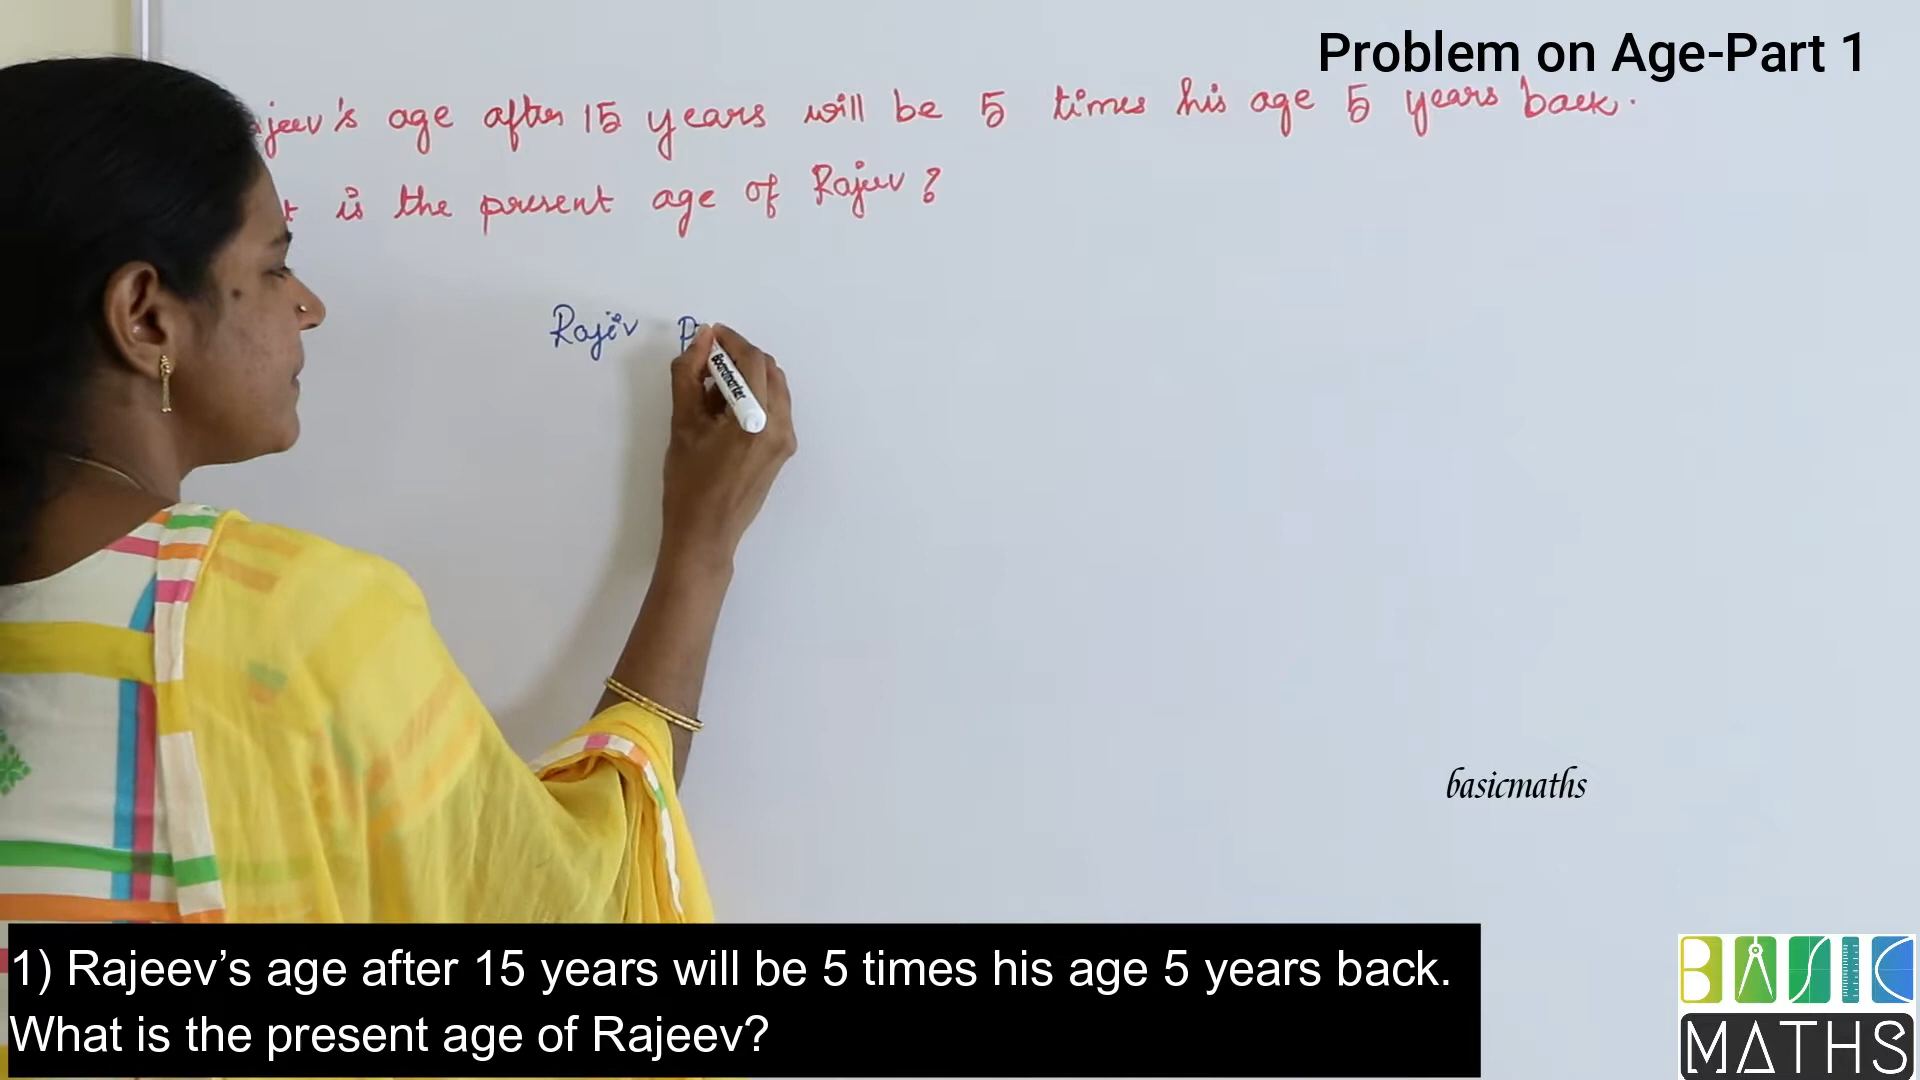 Problem on Age-Part 1
jeev's age after 15 years will be 5 times his age 5 years back.
t is the present age of Rajeev?
Rajeev P
Boardmarker
basicmaths
1) Rajeev’s age after 15 years will be 5 times his age 5 years back.
What is the present age of Rajeev?
BASIC
MATHS